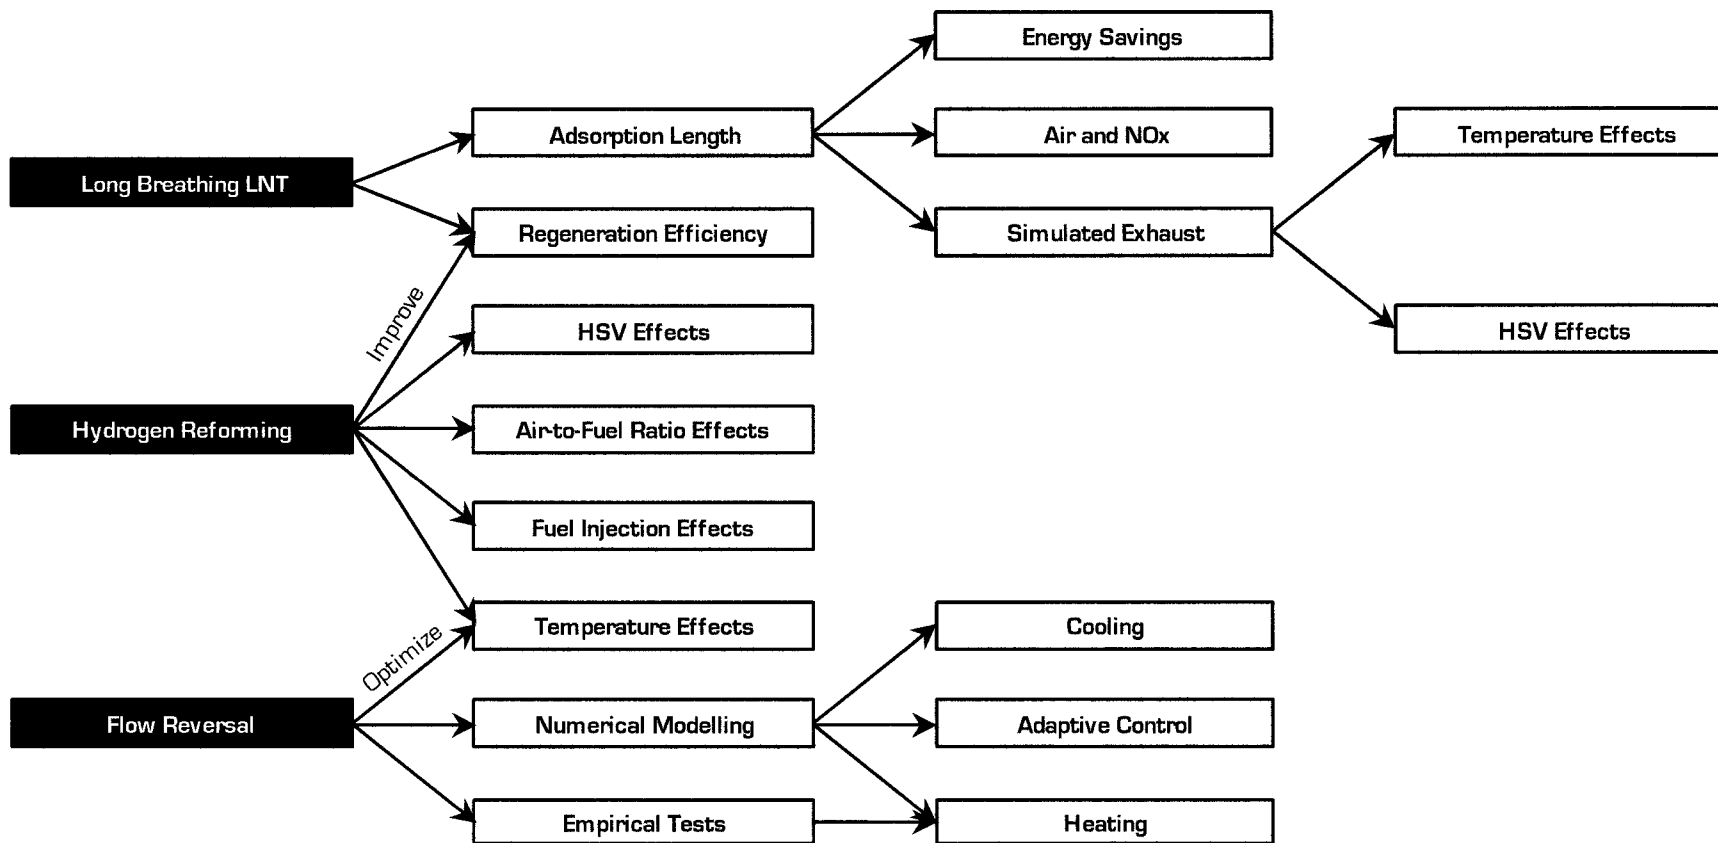 Energy Savings
Adsorption Length
Air and NOx
Temperature Effects
Long Breathing LNT
Regeneration Efficiency
Simulated Exhaust
Improve
HSV Effects
HSV Effects
Hydrogen Reforming
Air-to-Fuel Ratio Effects
Fuel Injection Effects
Temperature Effects
Cooling
Optimize
Flow Reversal
Numerical Modelling
Adaptive Control
Empirical Tests
Heating